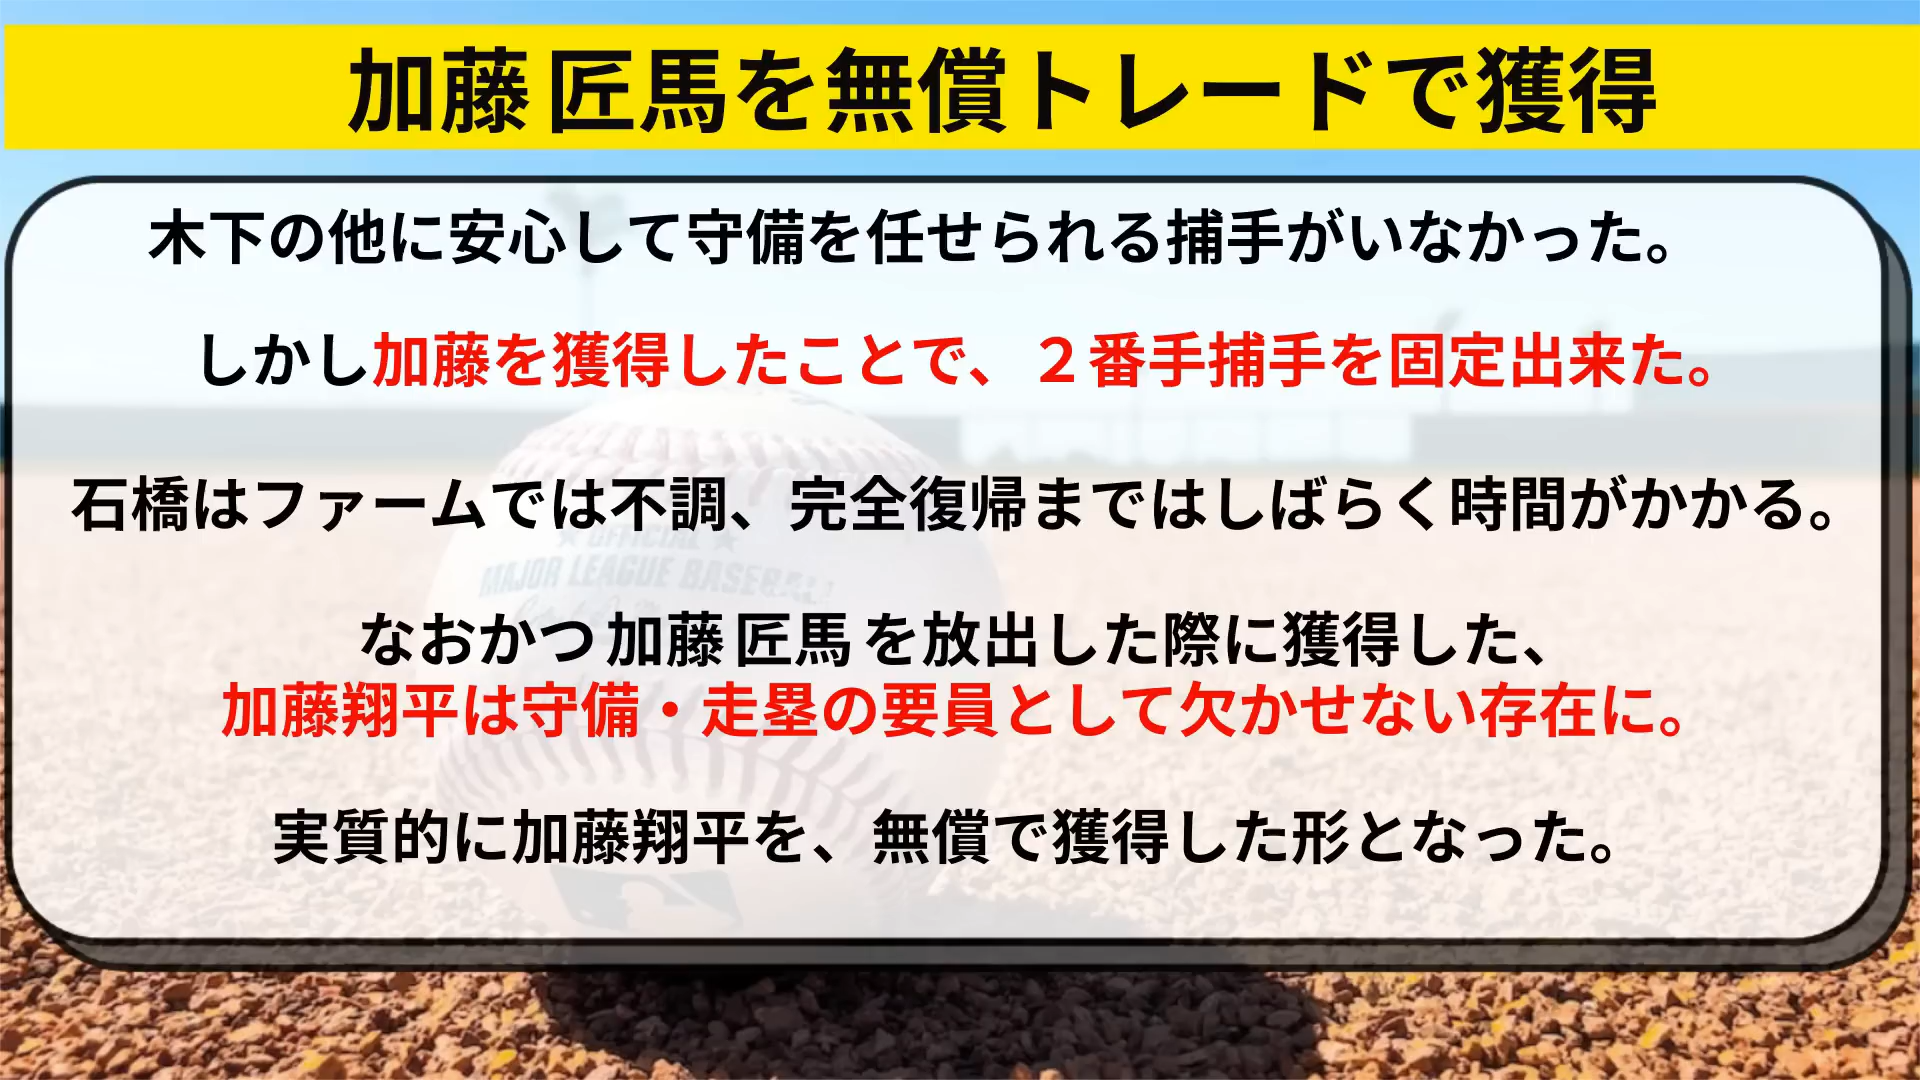 加藤 匠馬を無償トレードで獲得
木下の他に安心して守備を任せられる捕手がいなかった。
しかし加藤を獲得したことで、２番手捕手を固定出来た。
石橋はファームでは不調、完全復帰まではしばらく時間がかかる。
★ OFFICIAL ★
MAJOR LEAGUE BASEBALL
なおかつ 加藤 匠馬 を放出した際に獲得した、
加藤翔平は守備・走塁の要員として欠かせない存在に。
実質的に加藤翔平を、無償で獲得した形となった。